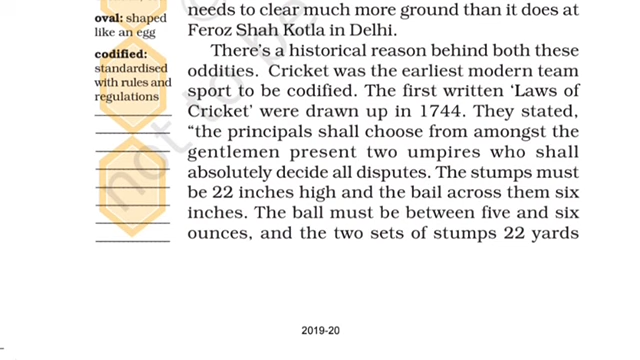 oval: shaped
like an egg
codified:
standardised
with rules and
regulations
needs to clear much more ground than it does at
Feroz Shah Kotla in Delhi.
There's a historical reason behind both these
oddities. Cricket was the earliest modern team
sport to be codified. The first written ‘Laws of
Cricket’ were drawn up in 1744. They stated,
“the principals shall choose from amongst the
gentlemen present two umpires who shall
absolutely decide all disputes. The stumps must
be 22 inches high and the bail across them six
inches. The ball must be between five and six
ounces, and the two sets of stumps 22 yards
not to be
2019-20